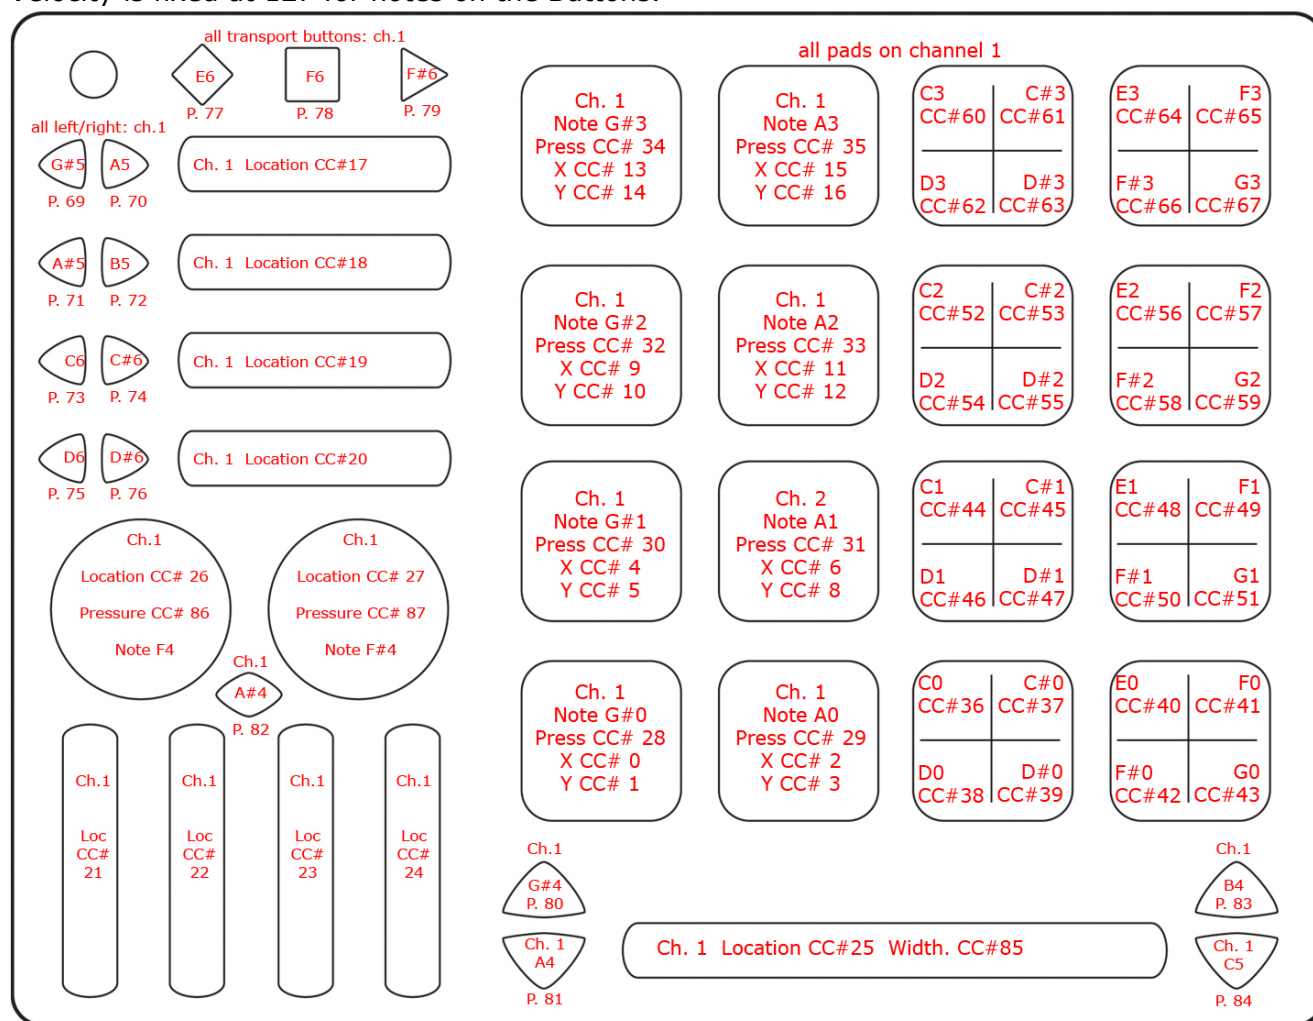 Velocity is fixed at 127 for notes on the Buttons.
all transport buttons: ch.1
E6
P. 77
F6
P. 78
F#6
P. 79
all left/right: ch.1
G#5
A5
P. 69
P. 70
Ch. 1 Location CC#17
A#5
B5
P. 71
P. 72
Ch. 1 Location CC#18
C6
C#6
P. 73
P. 74
Ch. 1 Location CC#19
D6
D#6
P. 75
P. 76
Ch. 1 Location CC#20
Ch.1
Location CC# 26
Pressure CC# 86
Note F4
Ch.1
Location CC# 27
Pressure CC# 87
Note F#4
Ch.1
A#4
P. 82
Ch.1
Loc
CC#
21
Ch.1
Loc
CC#
22
Ch.1
Loc
CC#
23
Ch.1
Loc
CC#
24
all pads on channel 1
Ch. 1
Note G#3
Press CC# 34
X CC# 13
Y CC# 14
Ch. 1
Note A3
Press CC# 35
X CC# 15
Y CC# 16
C3 C#3
CC#60 CC#61
D3 D#3
CC#62 CC#63
E3 F3
CC#64 CC#65
F#3 G3
CC#66 CC#67
Ch. 1
Note G#2
Press CC# 32
X CC# 9
Y CC# 10
Ch. 1
Note A2
Press CC# 33
X CC# 11
Y CC# 12
C2 C#2
CC#52 CC#53
D2 D#2
CC#54 CC#55
E2 F2
CC#56 CC#57
F#2 G2
CC#58 CC#59
Ch. 1
Note G#1
Press CC# 30
X CC# 4
Y CC# 5
Ch. 2
Note A1
Press CC# 31
X CC# 6
Y CC# 8
C1 C#1
CC#44 CC#45
D1 D#1
CC#46 CC#47
E1 F1
CC#48 CC#49
F#1 G1
CC#50 CC#51
Ch. 1
Note G#0
Press CC# 28
X CC# 0
Y CC# 1
Ch. 1
Note A0
Press CC# 29
X CC# 2
Y CC# 3
C0 C#0
CC#36 CC#37
D0 D#0
CC#38 CC#39
E0 F0
CC#40 CC#41
F#0 G0
CC#42 CC#43
Ch.1
G#4
P. 80
Ch. 1
A4
P. 81
Ch. 1 Location CC#25 Width. CC#85
Ch.1
B4
P. 83
Ch. 1
C5
P. 84